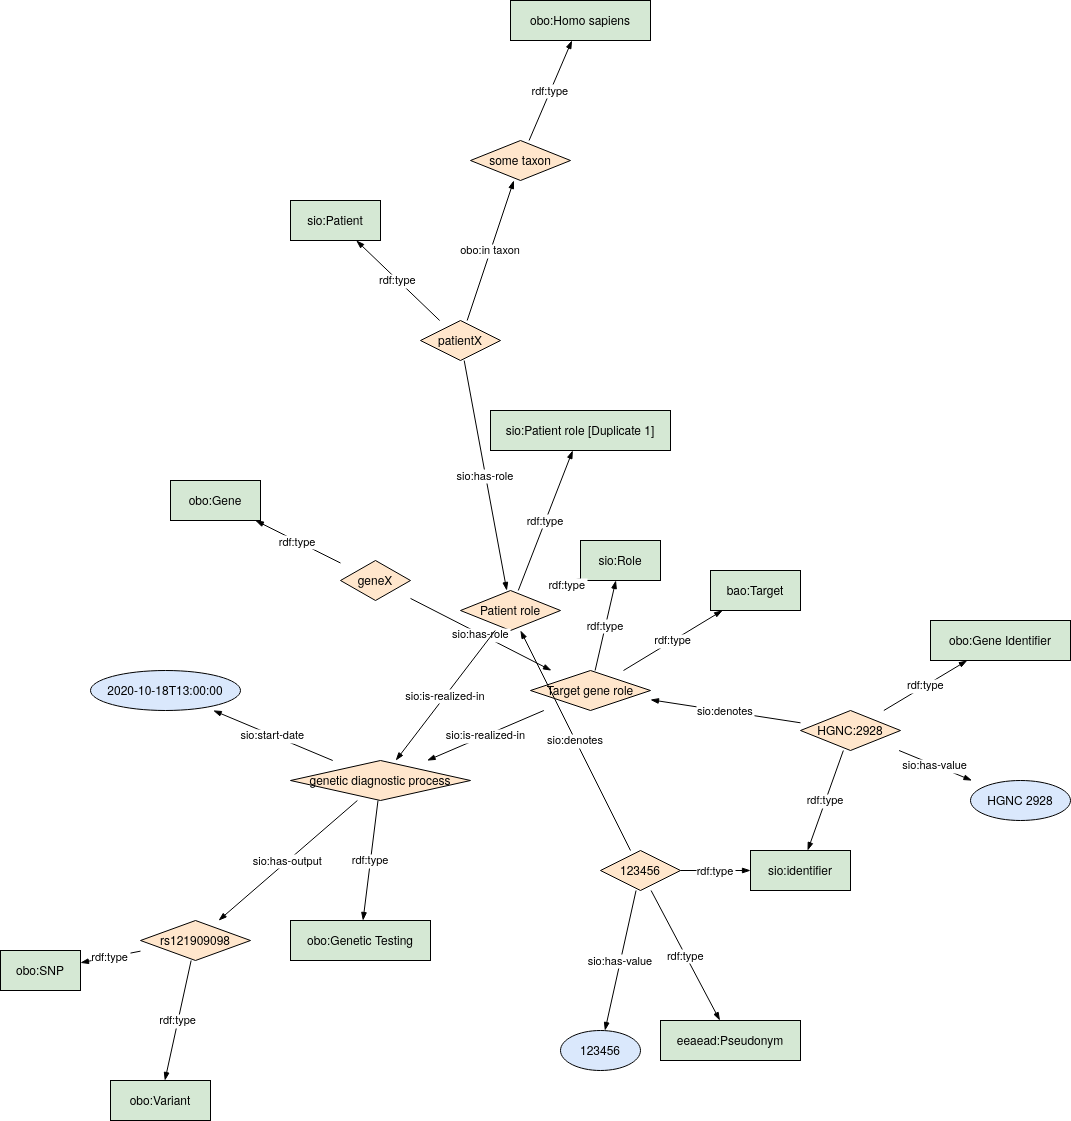 obo:Homo sapiens
rdf:type
some taxon
sio:Patient
obo:in taxon
rdf:type
patientX
sio:Patient role [Duplicate 1]
sio:has-role
obo:Gene
rdf:type
rdf:type
sio:Role
geneX
rdf:type
bao:Target
Patient role
rdf:type
sio:has-role
rdf:type
obo:Gene Identifier
rdf:type
2020-10-18T13:00:00
sio:is-realized-in
Target gene role
sio:denotes
HGNC:2928
sio:start-date
sio:is-realized-in
sio:denotes
sio:has-value
genetic diagnostic process
rdf:type
HGNC 2928
sio:has-output
rdf:type
123456
rdf:type
sio:identifier
rs121909098
obo:Genetic Testing
rdf:type
sio:has-value
rdf:type
obo:SNP
rdf:type
123456
eeaead:Pseudonym
obo:Variant